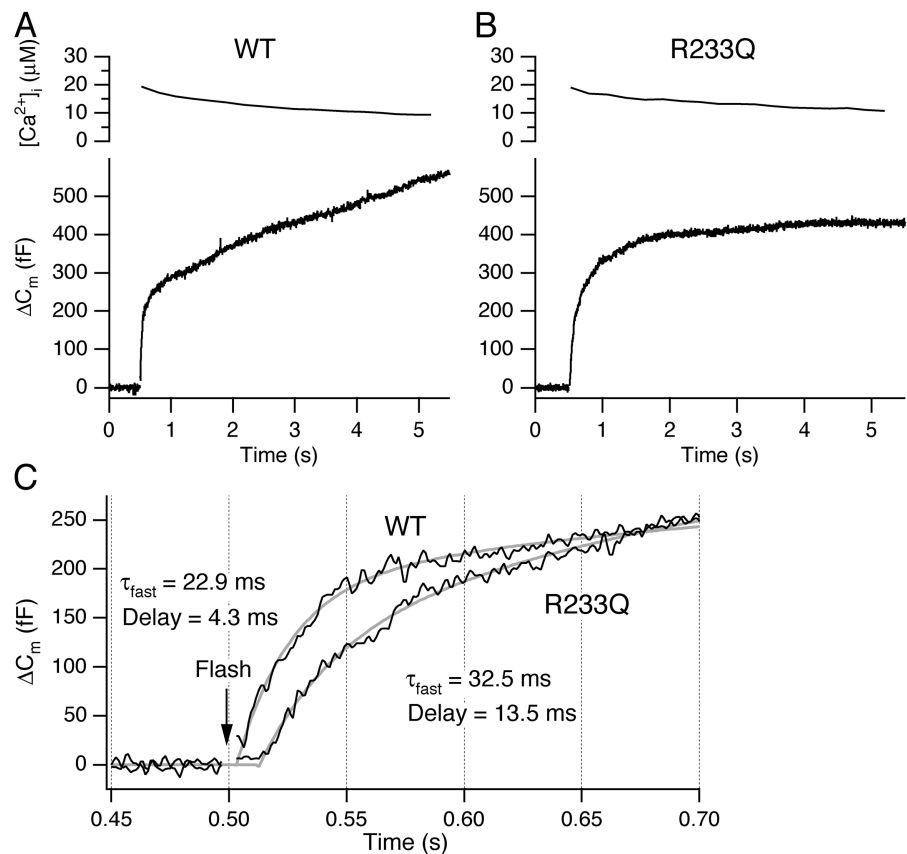 A
WT
B
R233Q
[Ca2+]i (μM)
30
20
10
0
30
20
10
0
ΔCm (fF)
500
400
300
200
100
0
500
400
300
200
100
0
0 1 2 3 4 5
Time (s)
0 1 2 3 4 5
Time (s)
C
ΔCm (fF)
250
200
150
100
50
0
WT
τfast = 22.9 ms
Delay = 4.3 ms
R233Q
Flash
τfast = 32.5 ms
Delay = 13.5 ms
0.45 0.50 0.55 0.60 0.65 0.70
Time (s)